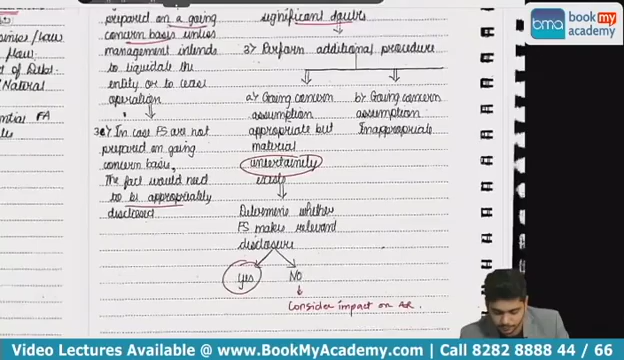 prepared on a going
concern basis unless
management intends
to liquidate the
entity or to cease
operation
3c) In case FS are not
prepared on going
concern basis,
The fact would need
to be appropriately
disclosed
Natural
FA
significant doubts
3) Perform additional procedure
a) Going concern
assumption
appropriate but
material
uncertainity
exists
Determine whether
FS makes relevant
disclosure
Yes
NO
Consider impact on AR.
b) Going concern
assumption
Inappropriate
bma
book my
academy
Video Lectures Available @ www.BookMyAcademy.com | Call 8282 8888 44 / 66